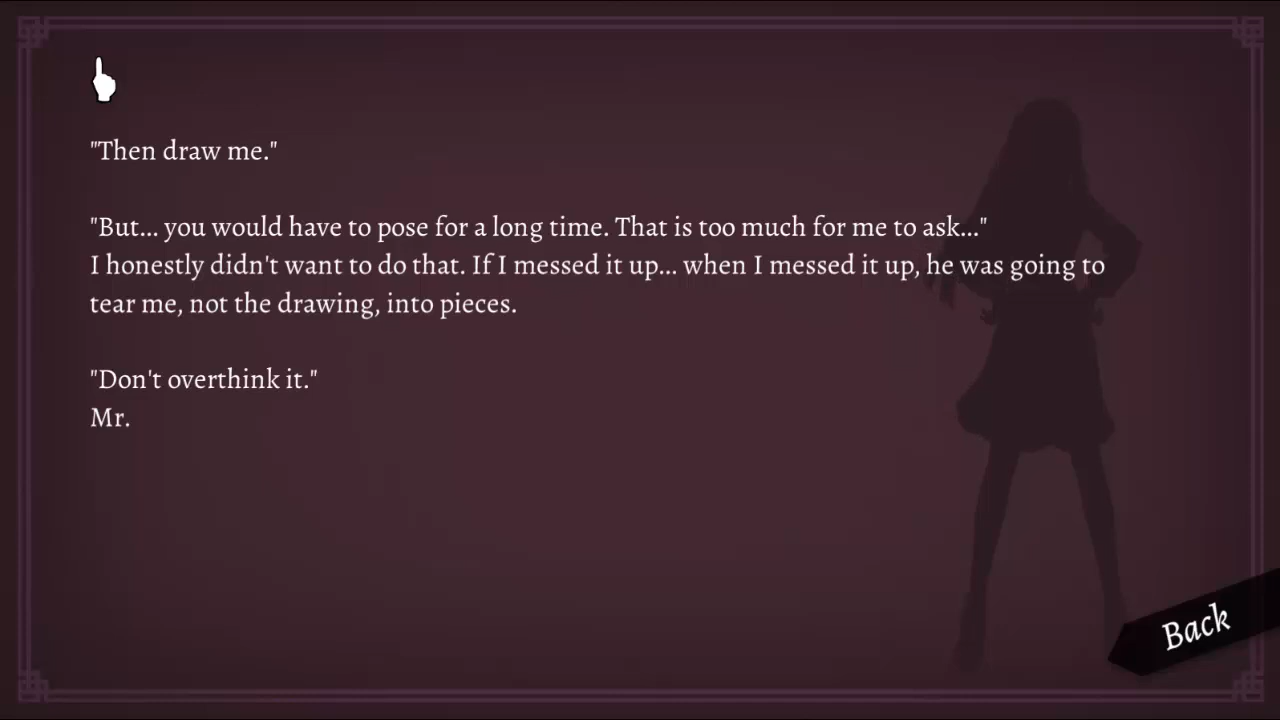 "Then draw me."
"But... you would have to pose for a long time. That is too much for me to ask..."
I honestly didn't want to do that. If I messed it up... when I messed it up, he was going to
tear me, not the drawing, into pieces.
"Don't overthink it."
Mr.
Back